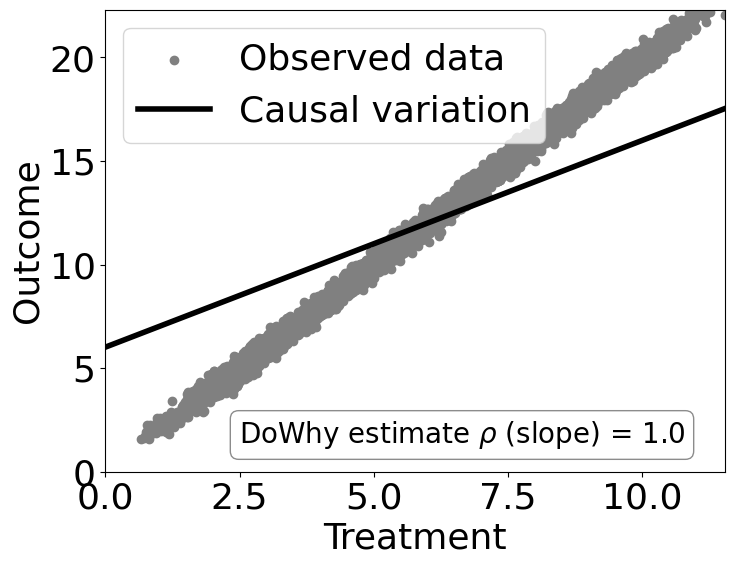 Observed data
Causal variation
20
15
10
5
0
Outcome
DoWhy estimate ρ (slope) = 1.0
0.0 2.5 5.0 7.5 10.0
Treatment